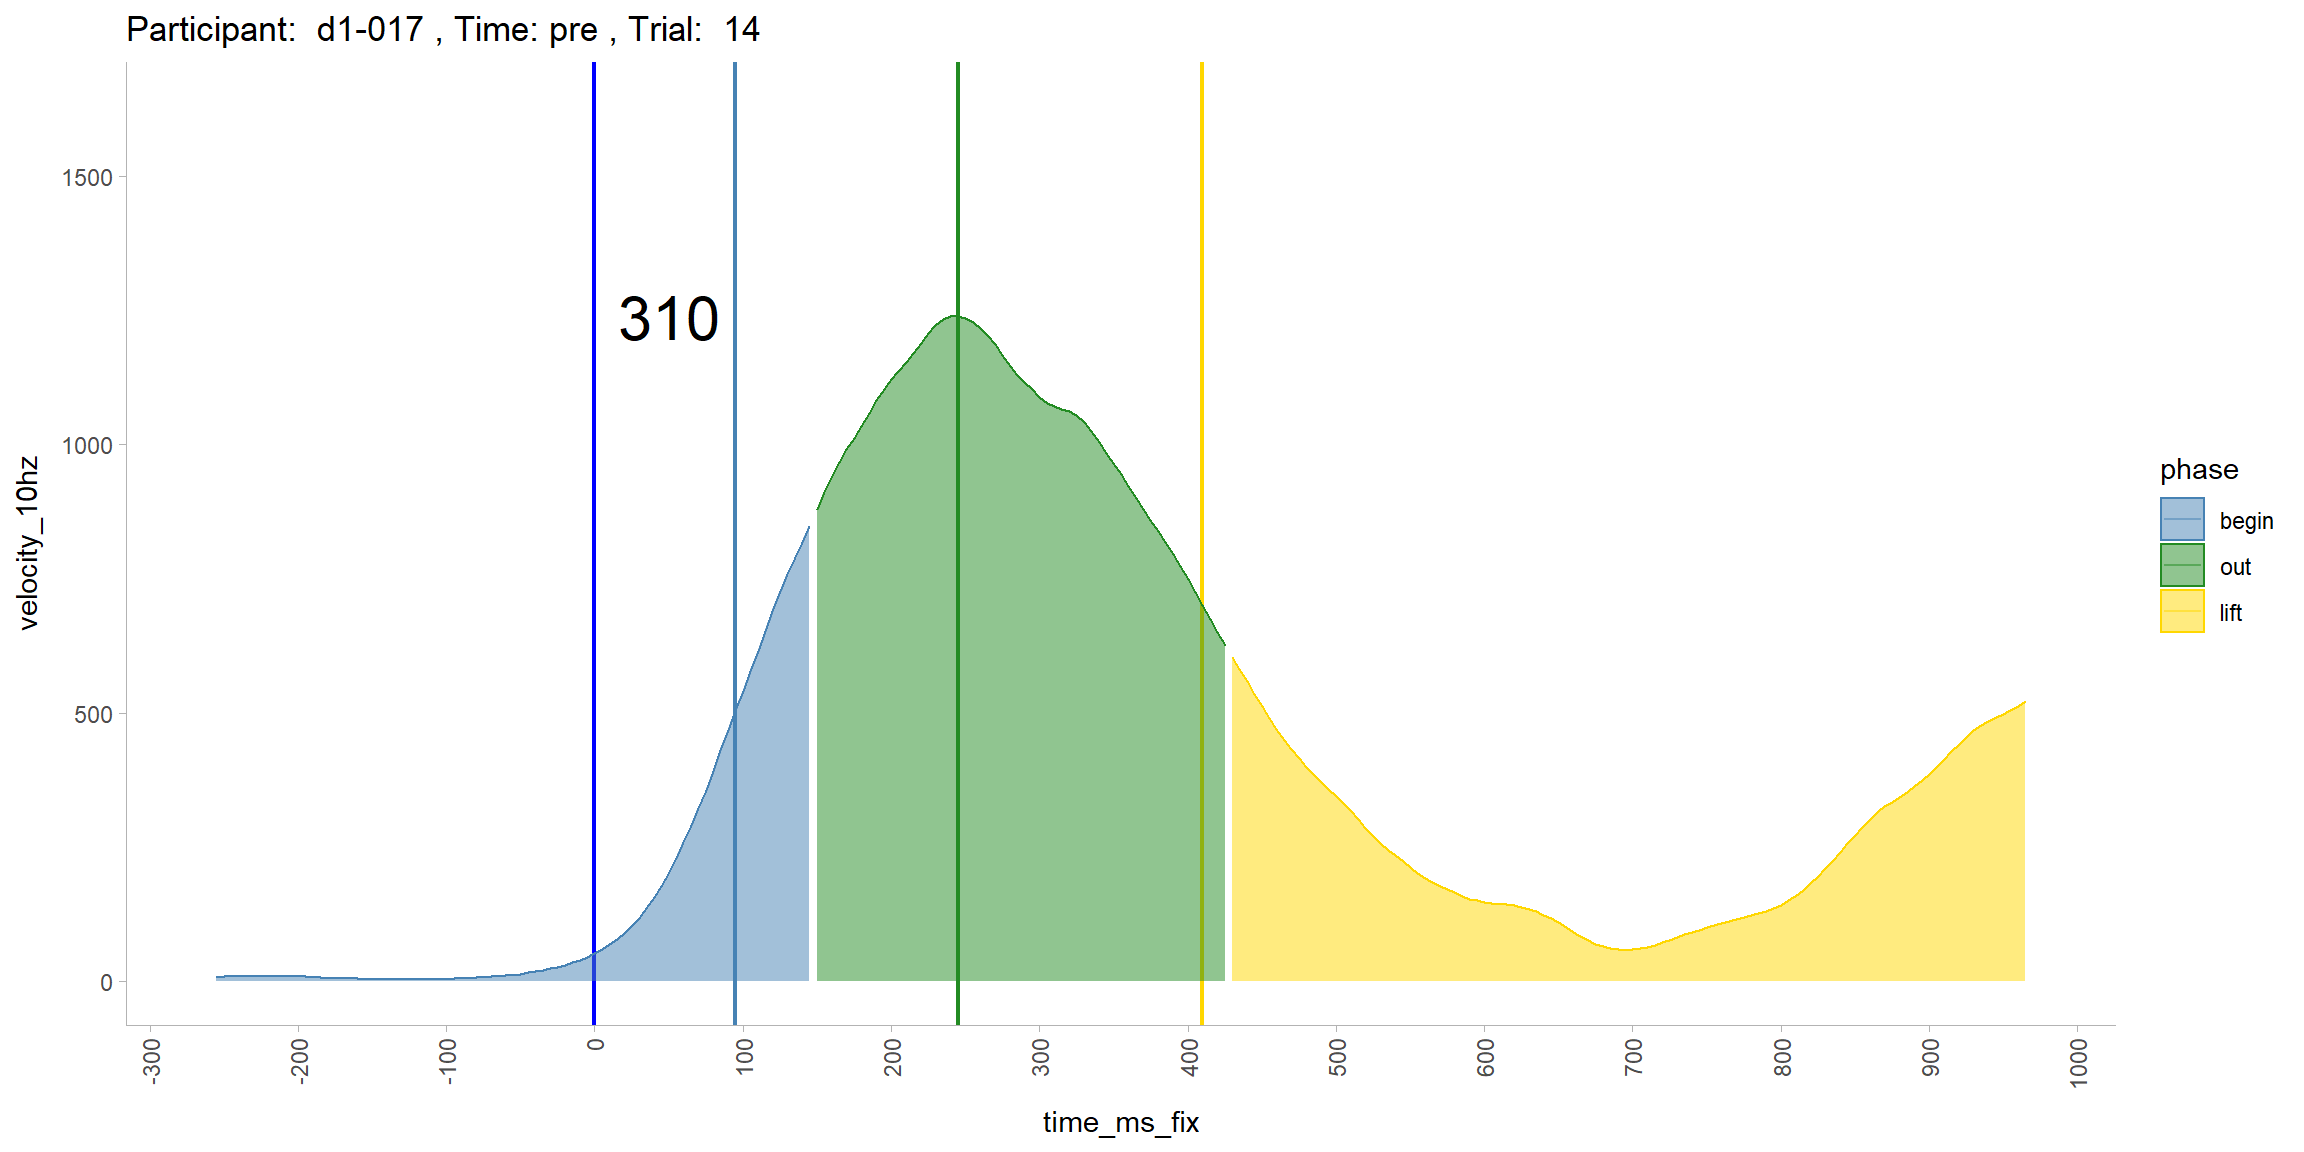 Participant:  d1-017 , Time: pre , Trial:  14
310
1500
1000
500
0
velocity_10hz
-300 -200 -100 0 100 200 300 400 500 600 700 800 900 1000
time_ms_fix
phase
begin
out
lift